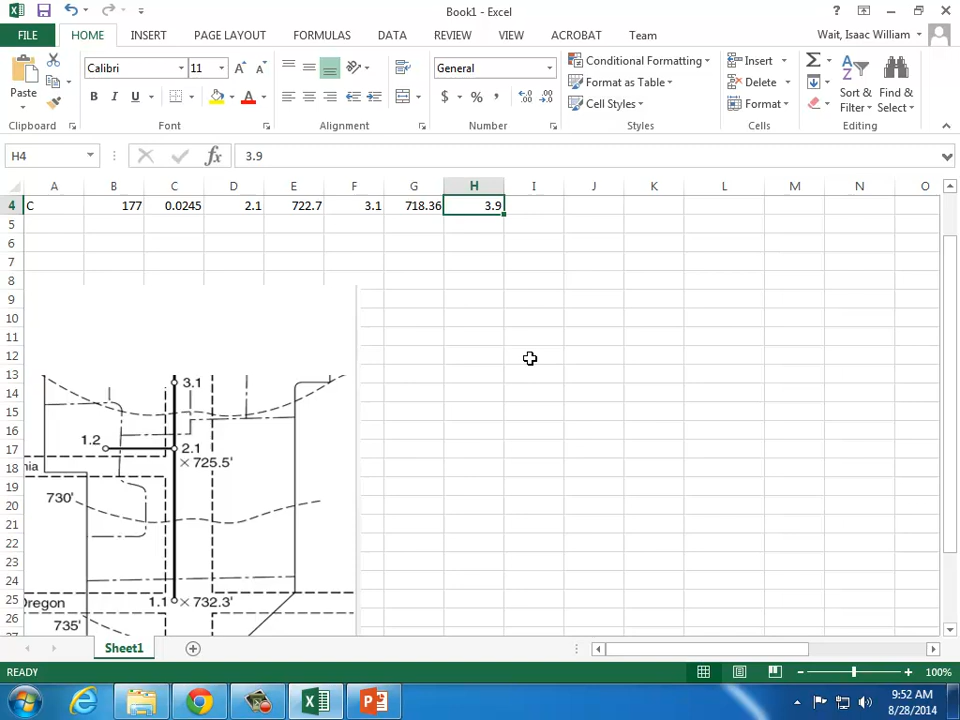 Book1 - Excel
?
FILE HOME INSERT PAGE LAYOUT FORMULAS DATA REVIEW VIEW ACROBAT Team Wait, Isaac William
Paste Calibri 11 General Conditional Formatting Insert
Format as Table Delete Sort & Find &
B I U $ % , Cell Styles Format Filter Select
Clipboard Font Alignment Number Styles Cells Editing
H4 fx 3.9
A B C D E F G H I J K L M N O
4 C 177 0.0245 2.1 722.7 3.1 718.36 3.9
5
6
7
8
9
10
11
12
13 3.1
14
15
16
17 1.2 2.1
18 nia × 725.5'
19
20 730'
21
22
23
24
25 Oregon 1.1 × 732.3'
26 735'
27
Sheet1
READY 100%
9:52 AM
8/28/2014